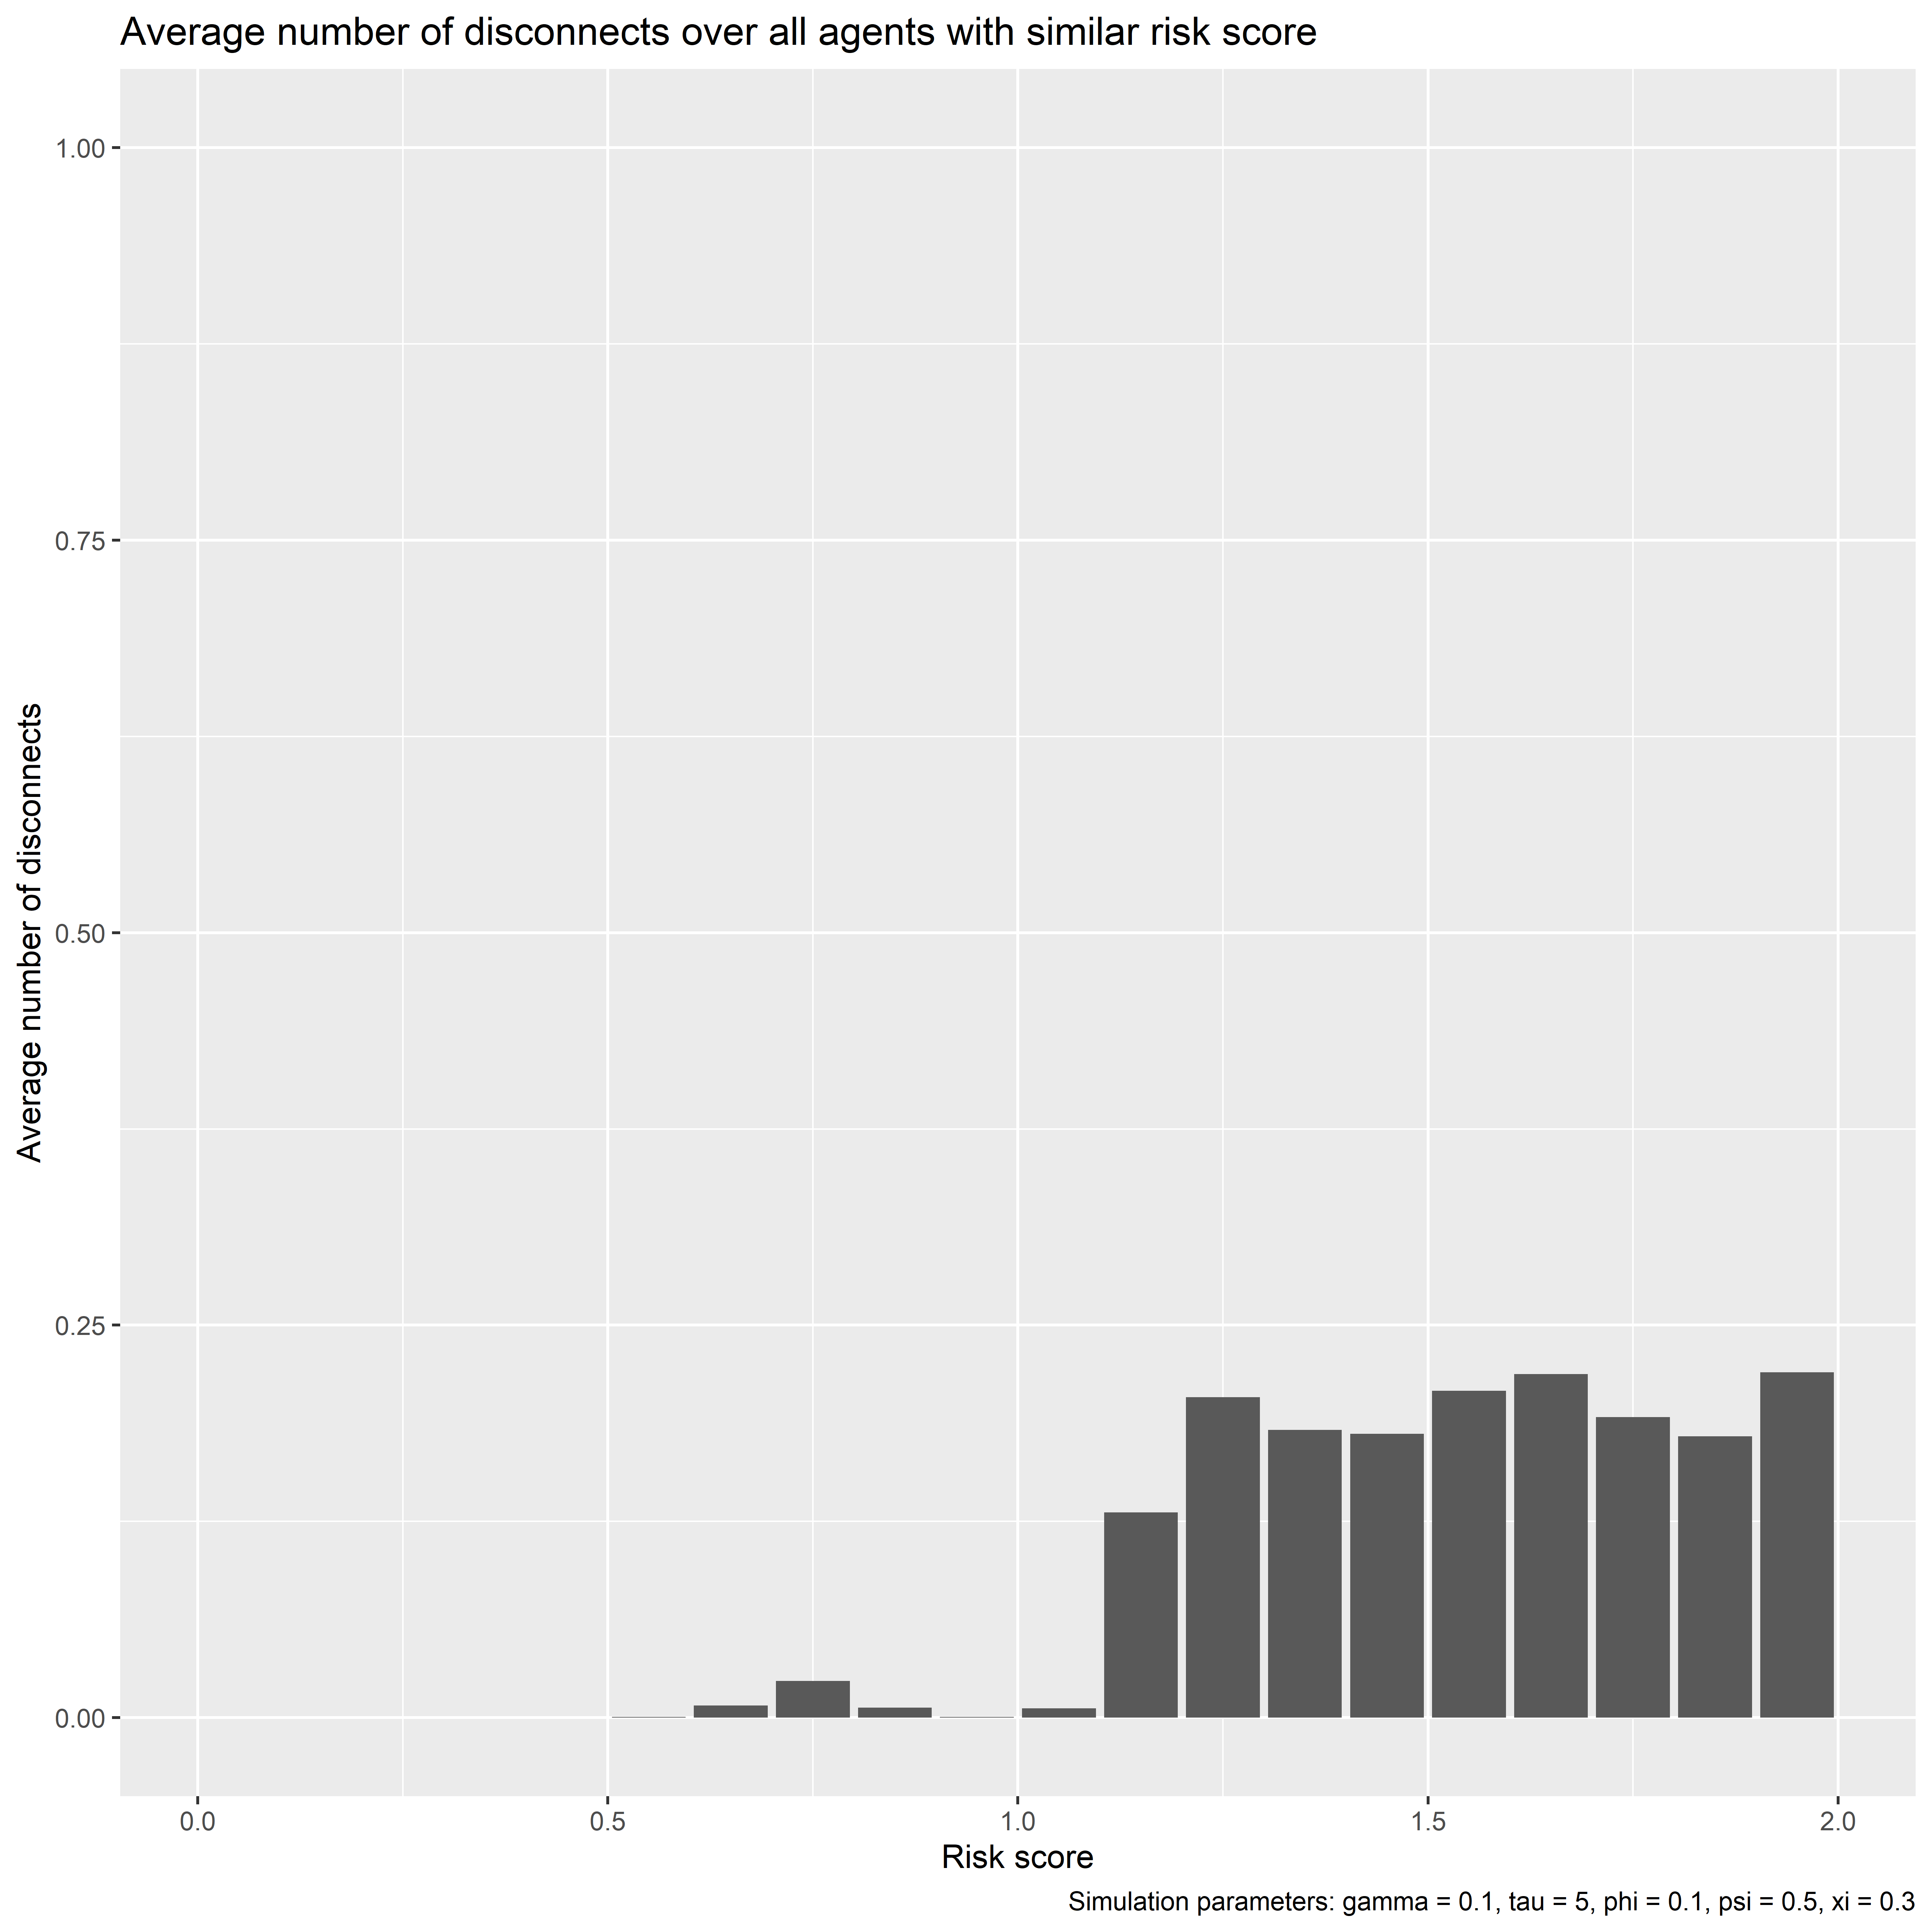 Average number of disconnects over all agents with similar risk score
1.00
0.75
0.50
0.25
0.00
Average number of disconnects
0.0 0.5 1.0 1.5 2.0
Risk score
Simulation parameters: gamma = 0.1, tau = 5, phi = 0.1, psi = 0.5, xi = 0.3